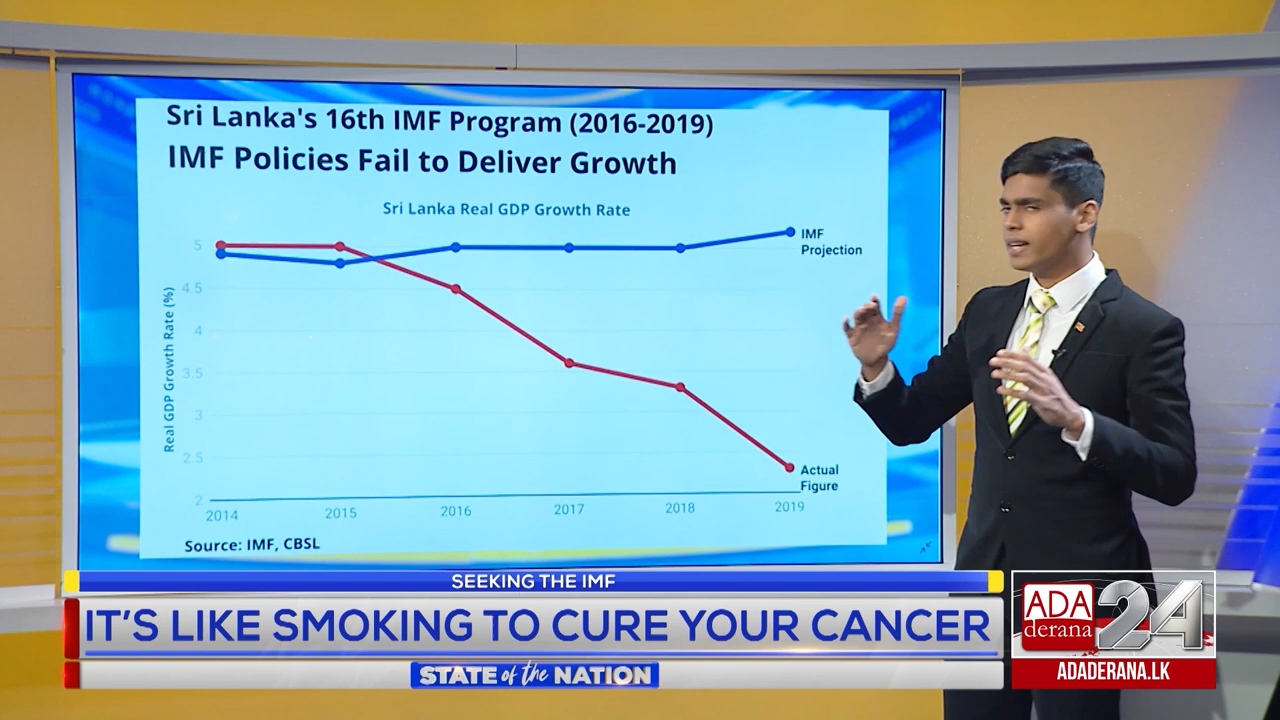 Sri Lanka's 16th IMF Program (2016-2019)
IMF Policies Fail to Deliver Growth
Sri Lanka Real GDP Growth Rate
Real GDP Growth Rate (%)
5
4.5
4
3.5
3
2.5
2
IMF
Projection
Actual
Figure
2014 2015 2016 2017 2018 2019
Source: IMF, CBSL
SEEKING THE IMF
IT'S LIKE SMOKING TO CURE YOUR CANCER
STATE of the NATION
ADA
derana
24
ADADERANA.LK